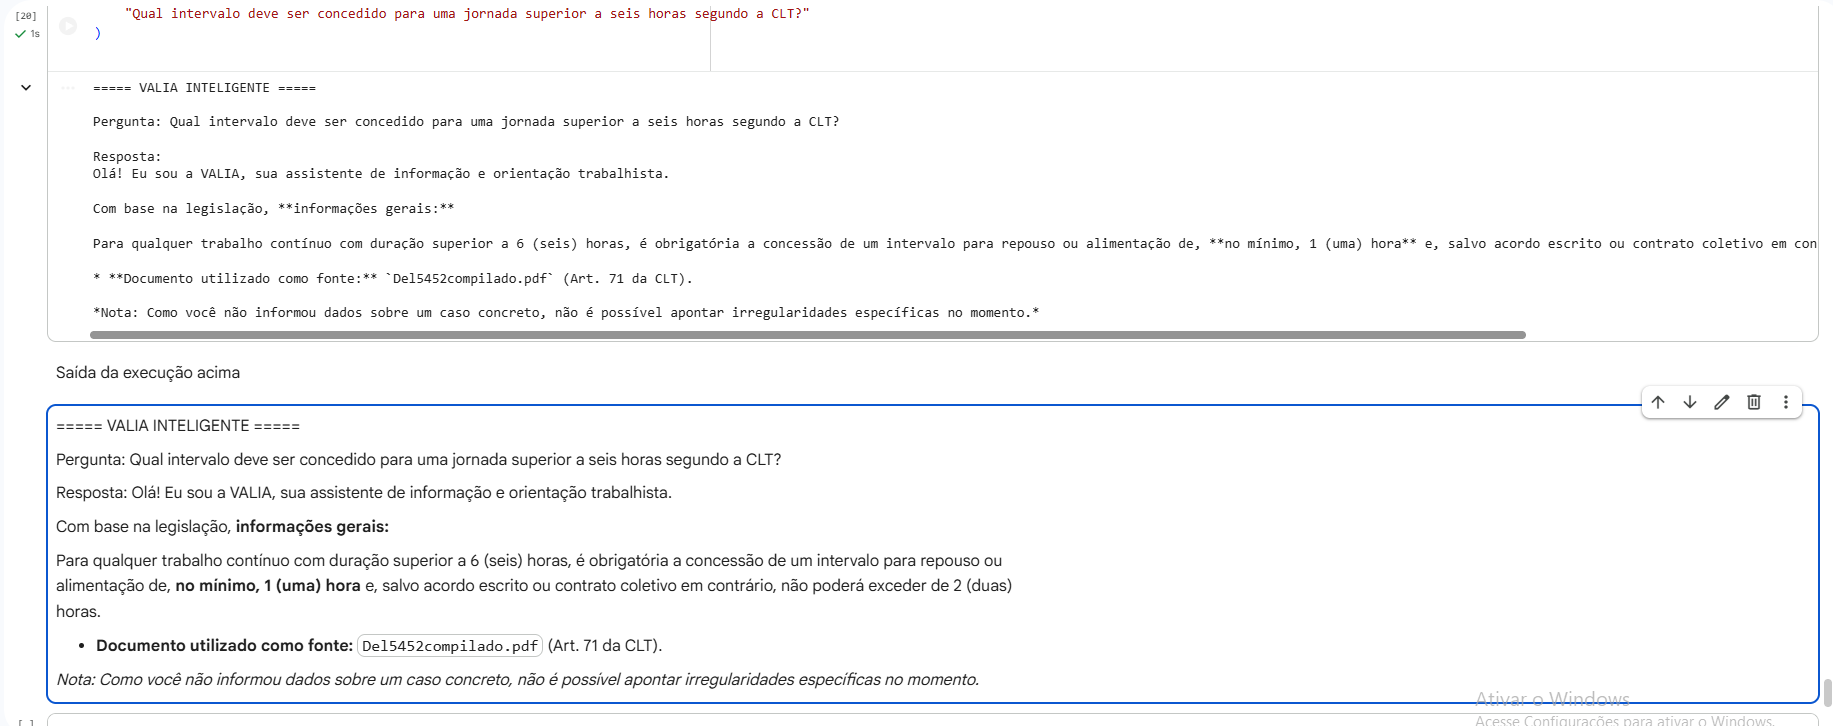 [20]
"Qual intervalo deve ser concedido para uma jornada superior a seis horas segundo a CLT?"
1s
)
===== VALIA INTELIGENTE =====
Pergunta: Qual intervalo deve ser concedido para uma jornada superior a seis horas segundo a CLT?
Resposta:
Olá! Eu sou a VALIA, sua assistente de informação e orientação trabalhista.
Com base na legislação, **informações gerais:**
Para qualquer trabalho contínuo com duração superior a 6 (seis) horas, é obrigatória a concessão de um intervalo para repouso ou alimentação de, **no mínimo, 1 (uma) hora** e, salvo acordo escrito ou contrato coletivo em con
* **Documento utilizado como fonte:** `Del5452compilado.pdf` (Art. 71 da CLT).
*Nota: Como você não informou dados sobre um caso concreto, não é possível apontar irregularidades específicas no momento.*
Saída da execução acima
===== VALIA INTELIGENTE =====
Pergunta: Qual intervalo deve ser concedido para uma jornada superior a seis horas segundo a CLT?
Resposta: Olá! Eu sou a VALIA, sua assistente de informação e orientação trabalhista.
Com base na legislação, informações gerais:
Para qualquer trabalho contínuo com duração superior a 6 (seis) horas, é obrigatória a concessão de um intervalo para repouso ou
alimentação de, no mínimo, 1 (uma) hora e, salvo acordo escrito ou contrato coletivo em contrário, não poderá exceder de 2 (duas)
horas.
• Documento utilizado como fonte: Del5452compilado.pdf (Art. 71 da CLT).
Nota: Como você não informou dados sobre um caso concreto, não é possível apontar irregularidades específicas no momento.
Ativar o Windows
[ ]
Acesse Configurações para ativar o Windows.